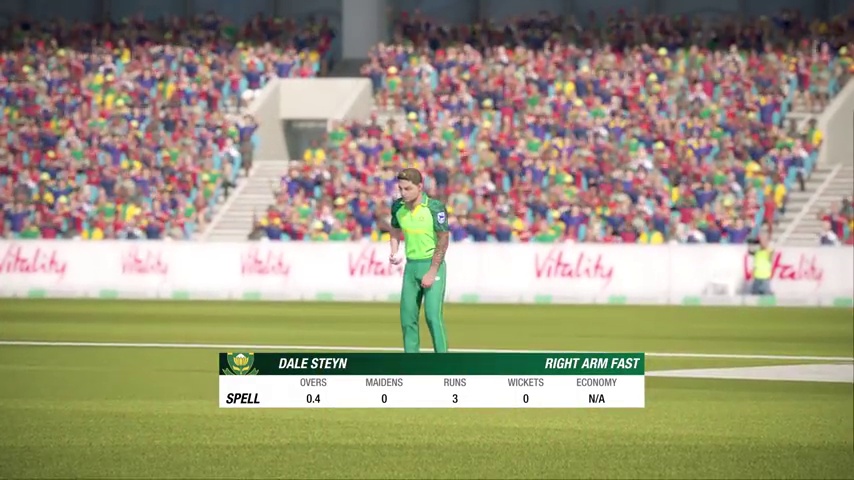 Vitality Vitality Vitality Vitality Vitality Vitality
DALE STEYN RIGHT ARM FAST
OVERS MAIDENS RUNS WICKETS ECONOMY
SPELL 0.4 0 3 0 N/A